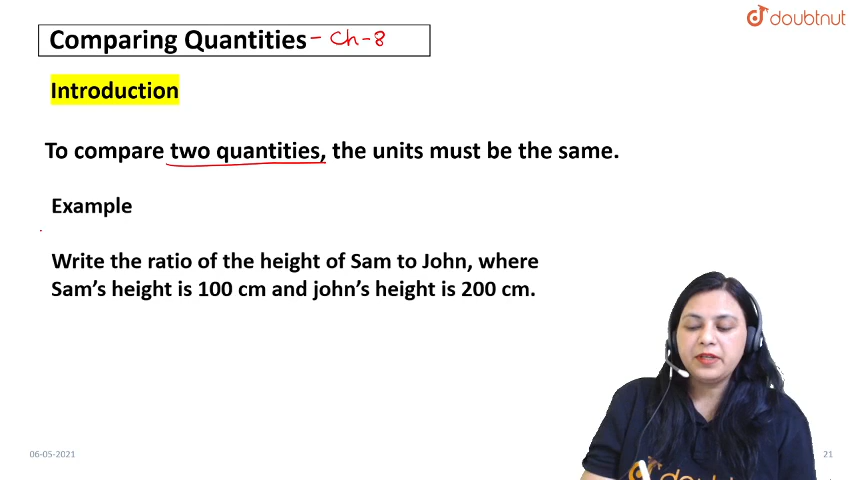 doubtnut
Comparing Quantities - Ch-8
Introduction
To compare two quantities, the units must be the same.
Example
Write the ratio of the height of Sam to John, where
Sam’s height is 100 cm and john’s height is 200 cm.
06-05-2021
21
doubtnut